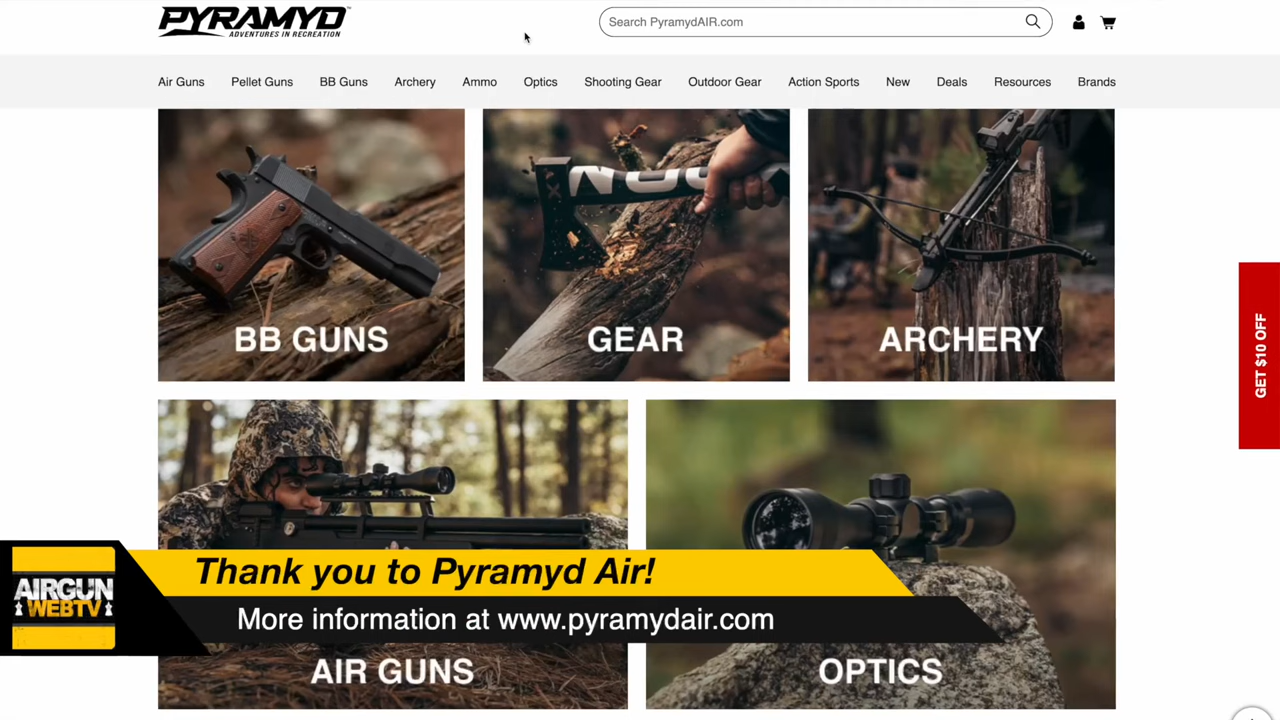 PYRAMYD
ADVENTURES IN RECREATION
Search PyramydAIR.com
Air Guns
Pellet Guns
BB Guns
Archery
Ammo
Optics
Shooting Gear
Outdoor Gear
Action Sports
New
Deals
Resources
Brands
BB GUNS
GEAR
ARCHERY
GET $10 OFF
Thank you to Pyramyd Air!
AIRGUN
WEBTV
More information at www.pyramydair.com
AIR GUNS
OPTICS